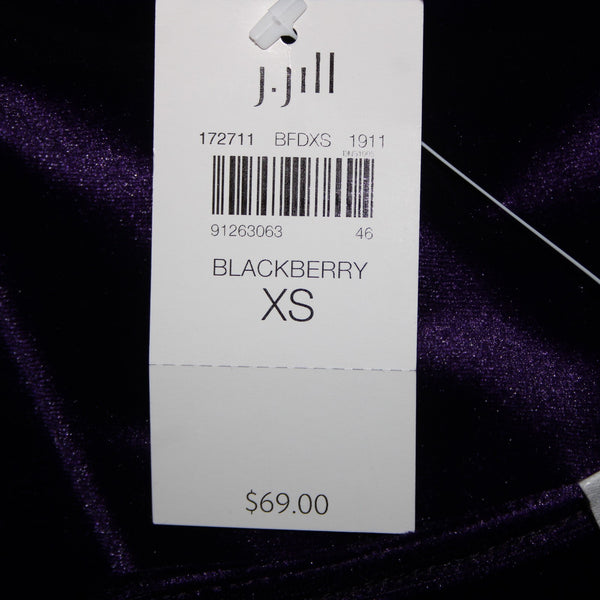 J.Jill
172711 BFDXS 1911
91263063 46
BLACKBERRY
XS
$69.00